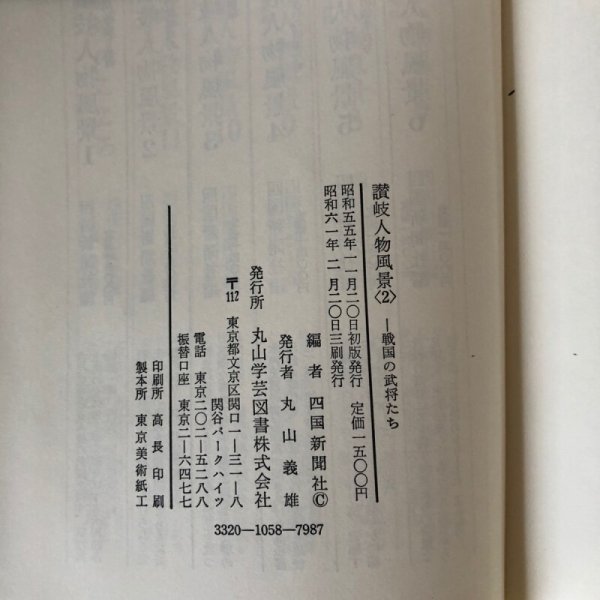 讃岐人物風景〈2〉 ―戦国の武将たち
昭和五五年一一月二〇日初版発行 定価一五〇〇円
昭和六一年 二 月二〇日三刷発行
編者 四国新聞社©
発行者 丸山義雄
発行所 丸山学芸図書株式会社
〒112 東京都文京区関口一―三一―八
関谷パークハイツ
電話 東京二〇二―五二八八
振替口座 東京二―六四七七
印刷所 高長印刷
製本所 東京美術紙工
3320―1058―7987